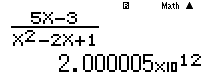 R Math ▲
5X-3
X²-2X+1
2.000005×10¹²